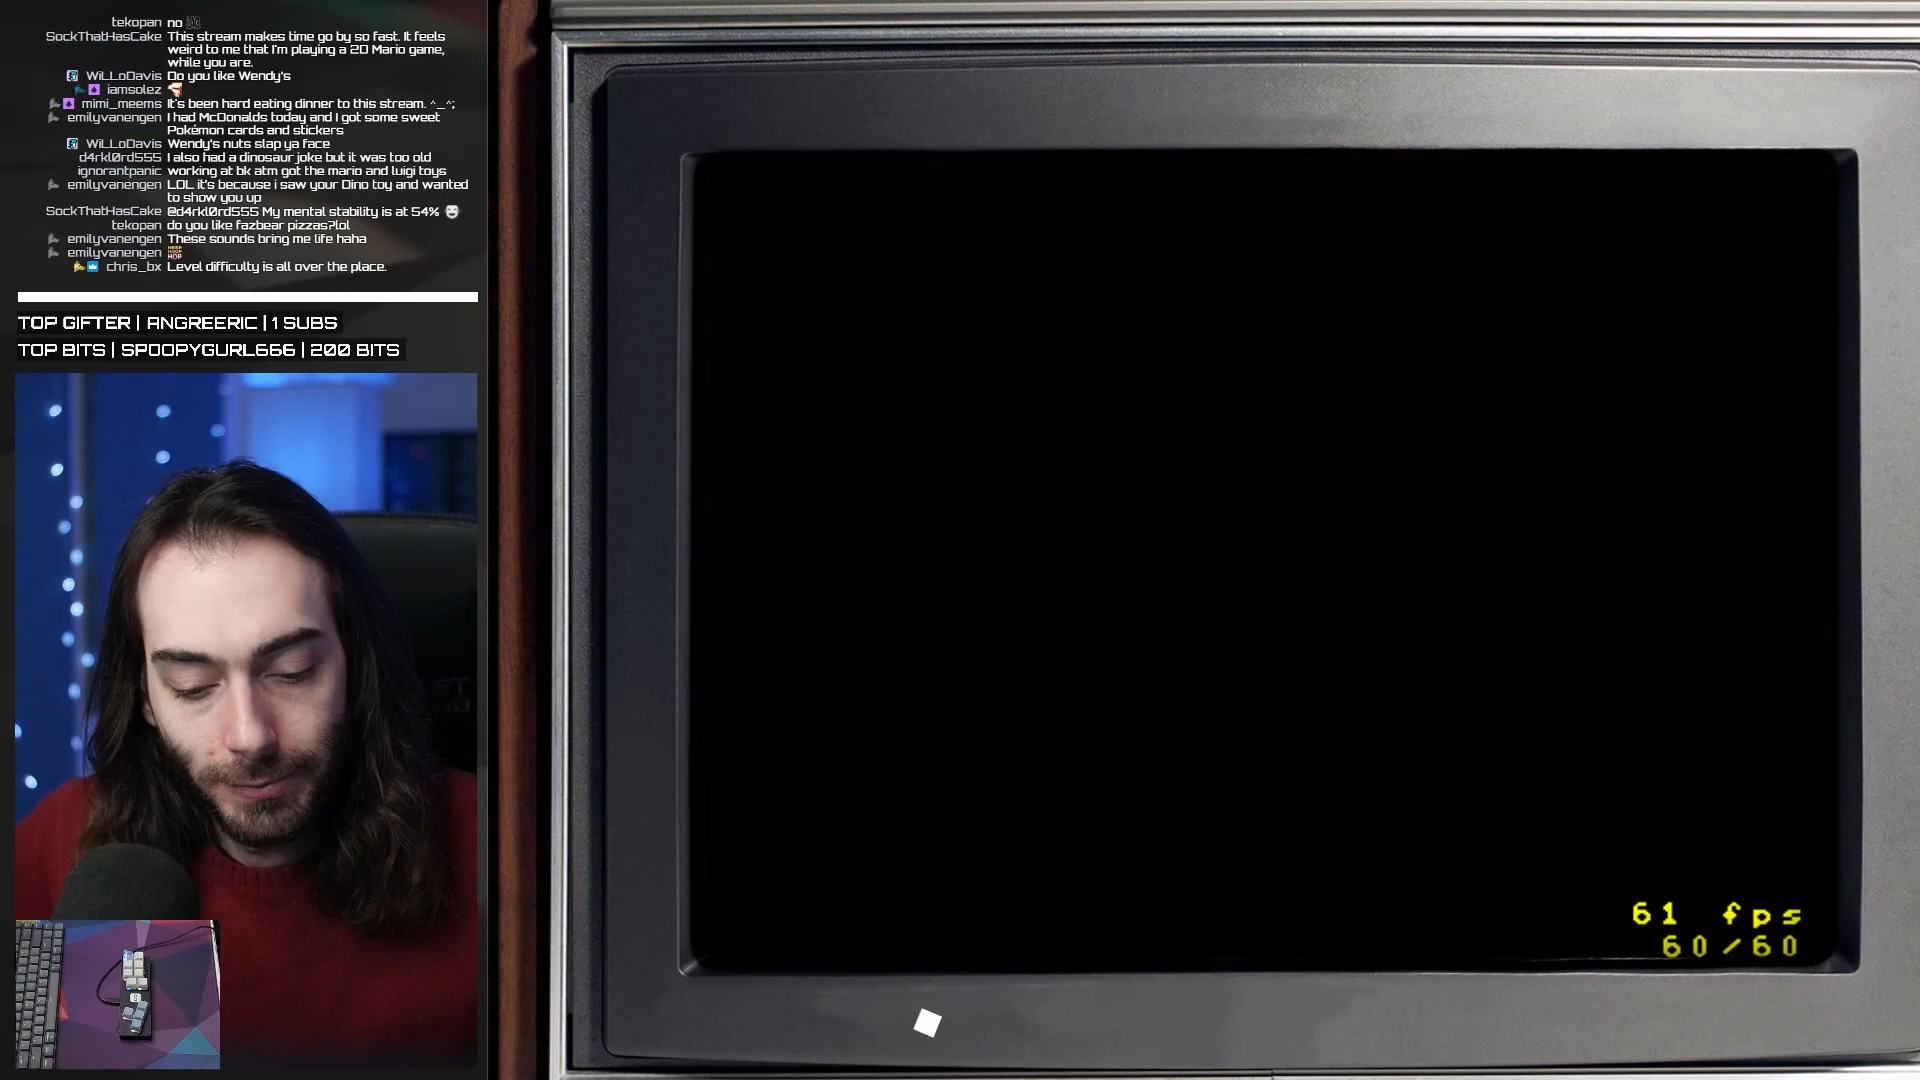 tekopan no
SockThatHasCake This stream makes time go by so fast. It feels
weird to me that I'm playing a 2D Mario game,
while you are.
WiLLoDavis Do you like Wendy's
iamsolez
mimi_meems It's been hard eating dinner to this stream. ^_^;
emilyvanengen I had McDonalds today and I got some sweet
Pokémon cards and stickers
WiLLoDavis Wendy's nuts slap ya face
d4rkl0rd555 I also had a dinosaur joke but it was too old
ignorantpanic working at bk atm got the mario and luigi toys
emilyvanengen LOL it's because i saw your Dino toy and wanted
to show you up
SockThatHasCake @d4rkl0rd555 My mental stability is at 54%
tekopan do you like fazbear pizzas?lol
emilyvanengen These sounds bring me life haha
emilyvanengen
chris_bx Level difficulty is all over the place.
TOP GIFTER | ANGREERIC | 1 SUBS
TOP BITS | SPOOPYGURL666 | 200 BITS
61 fps
60/60